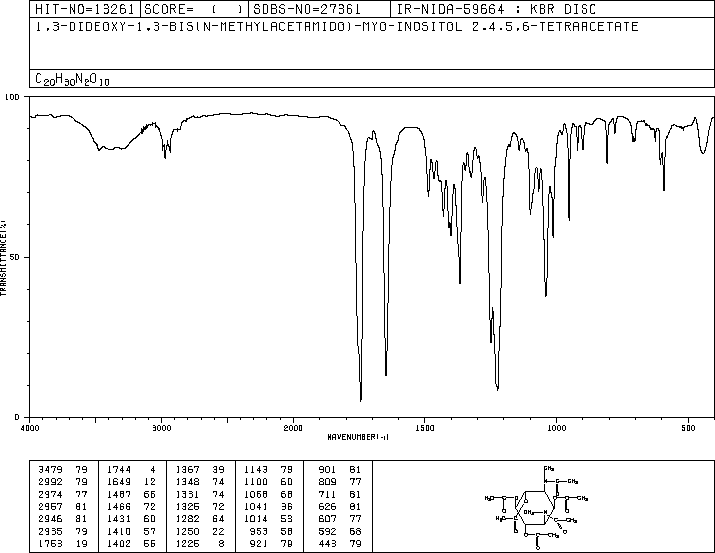 HIT-NO=13261 SCORE= ( ) SDBS-NO=27361 IR-NIDA-59664 : KBR DISC
1,3-DIDEOXY-1,3-BIS(N-METHYLACETAMIDO)-MYO-INOSITOL 2,4,5,6-TETRAACETATE
C20H30N2O10
100
50
0
TRANSMITTANCE(%)
4000 3000 2000 1500 1000 500
WAVENUMBER(-1)
3479 79 1744 4 1367 39 1143 79 901 81
2992 79 1649 12 1348 74 1100 60 809 77
2974 77 1487 66 1331 74 1068 68 711 81
2957 81 1466 72 1325 72 1041 36 626 81
2946 81 1431 60 1282 64 1014 53 607 77
2935 79 1410 57 1250 22 953 58 592 68
1753 19 1402 55 1225 8 921 79 443 79